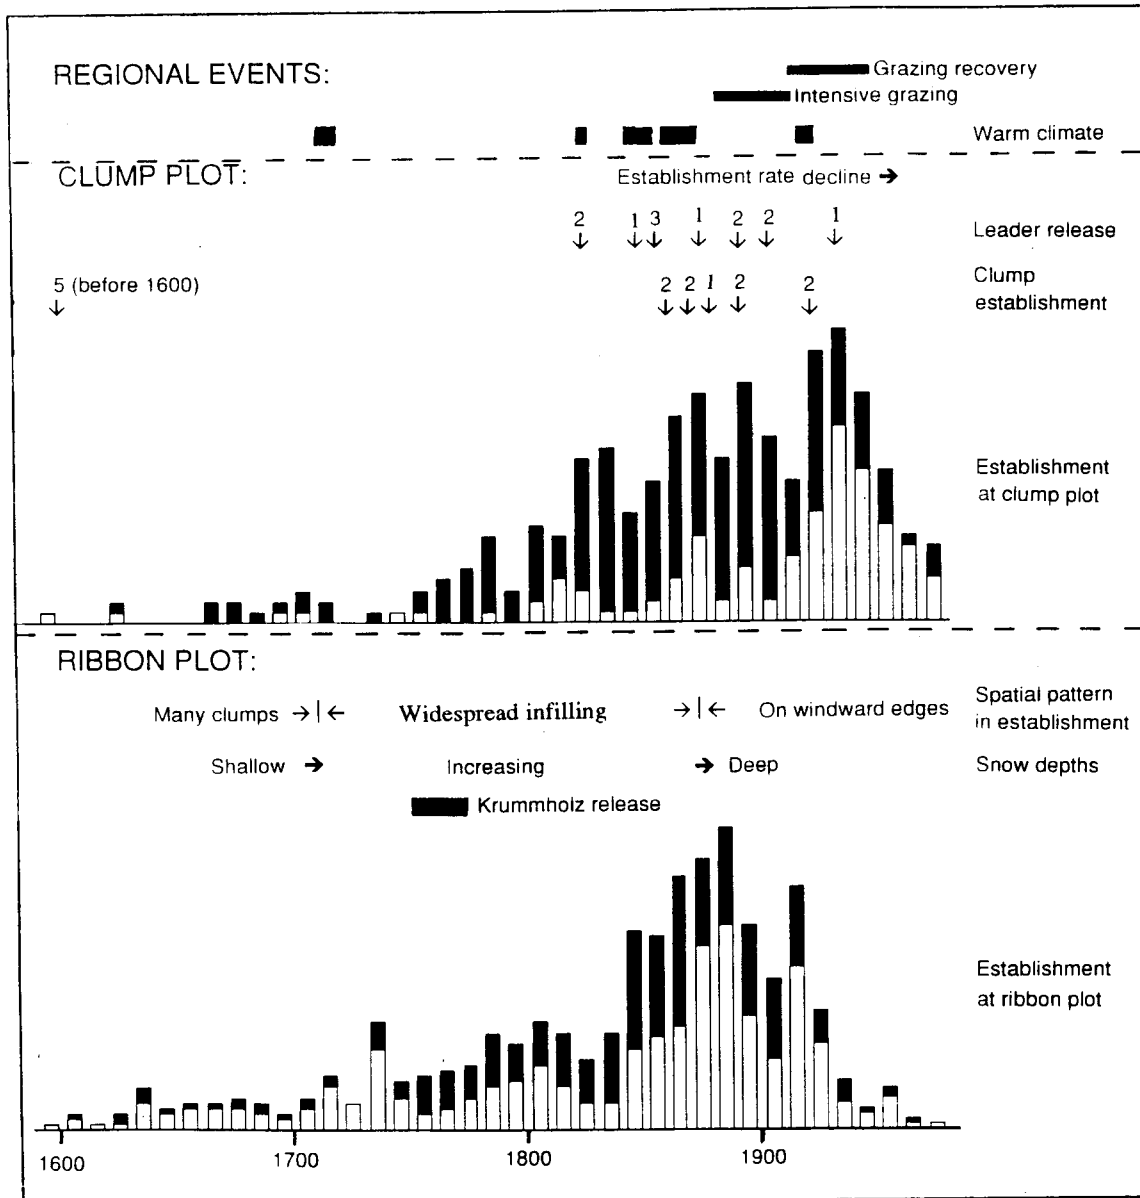 REGIONAL EVENTS:
Grazing recovery
Intensive grazing
Warm climate
CLUMP PLOT:
Establishment rate decline →
2 1 3 1 2 2 1
Leader release
5 (before 1600)
2 2 1 2 2
Clump
establishment
Establishment
at clump plot
RIBBON PLOT:
Many clumps →|← Widespread infilling →|← On windward edges
Spatial pattern
in establishment
Shallow → Increasing → Deep
Snow depths
Krummholz release
Establishment
at ribbon plot
1600 1700 1800 1900